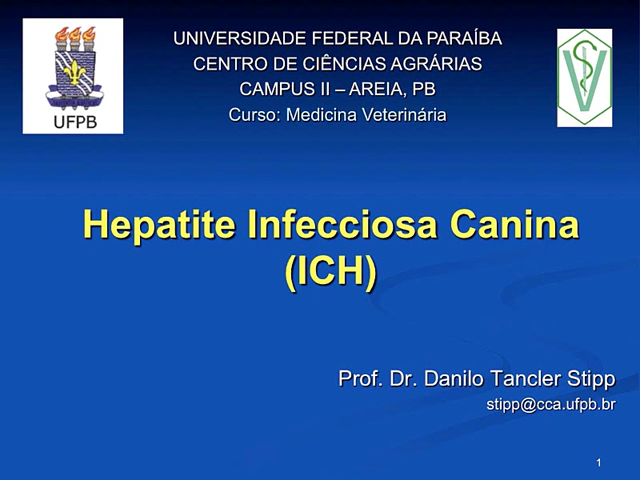 UNIVERSIDADE FEDERAL DA PARAÍBA
CENTRO DE CIÊNCIAS AGRÁRIAS
CAMPUS II – AREIA, PB
Curso: Medicina Veterinária
UFPB
V
Hepatite Infecciosa Canina
(ICH)
Prof. Dr. Danilo Tancler Stipp
stipp@cca.ufpb.br
1